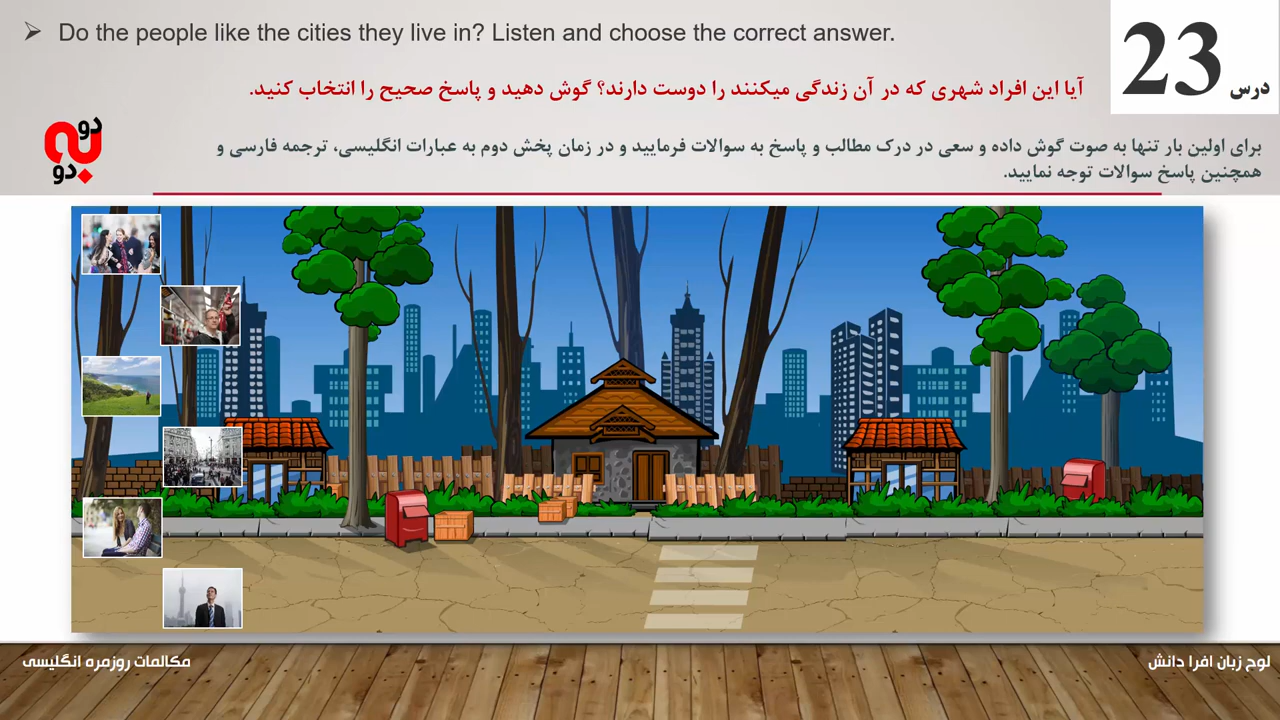 ➢ Do the people like the cities they live in? Listen and choose the correct answer.
درس 23
آیا این افراد شهری که در آن زندگی میکنند را دوست دارند؟ گوش دهید و پاسخ صحیح را انتخاب کنید.
برای اولین بار تنها به صوت گوش داده و سعی در درک مطالب و پاسخ به سوالات فرمایید و در زمان پخش دوم به عبارات انگلیسی، ترجمه فارسی و
همچنین پاسخ سوالات توجه نمایید.
دو
به
دو
لوح زبان افرا دانش
مکالمات روزمره انگلیسی